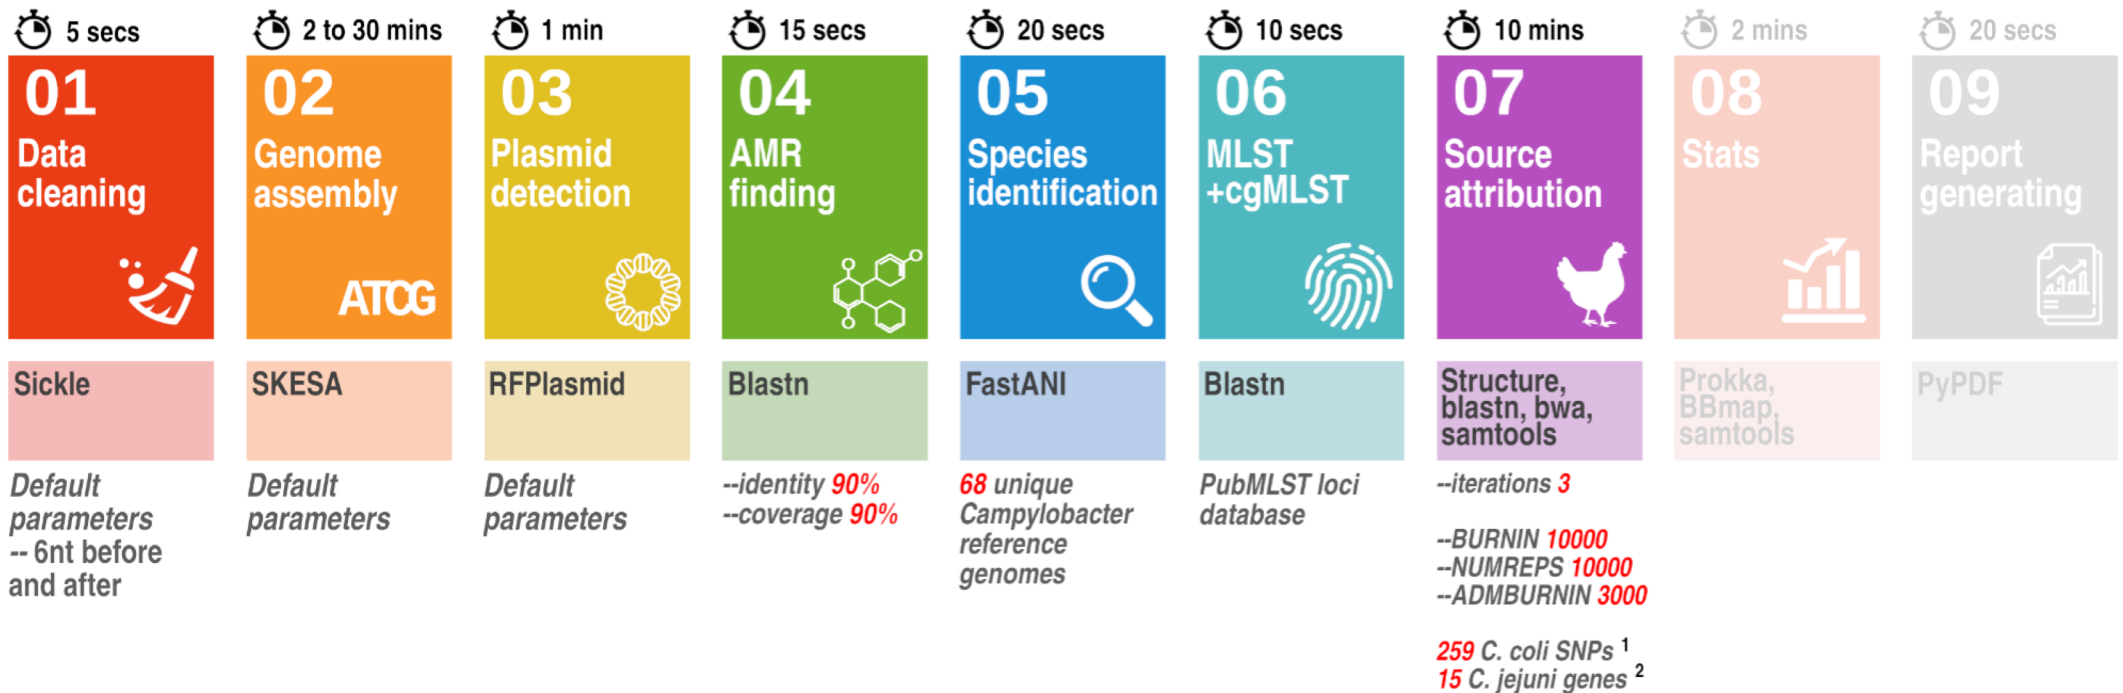 5 secs
2 to 30 mins
1 min
15 secs
20 secs
10 secs
10 mins
2 mins
20 secs
01
Data
cleaning
02
Genome
assembly
ATCG
03
Plasmid
detection
04
AMR
finding
05
Species
identification
06
MLST
+cgMLST
07
Source
attribution
08
Stats
09
Report
generating
Sickle
SKESA
RFPlasmid
Blastn
FastANI
Blastn
Structure,
blastn, bwa,
samtools
Prokka,
BBmap,
samtools
PyPDF
Default
parameters
-- 6nt before
and after
Default
parameters
Default
parameters
--identity 90%
--coverage 90%
68 unique
Campylobacter
reference
genomes
PubMLST loci
database
--iterations 3
--BURNIN 10000
--NUMREPS 10000
--ADMBURNIN 3000
259 C. coli SNPs 1
15 C. jejuni genes 2